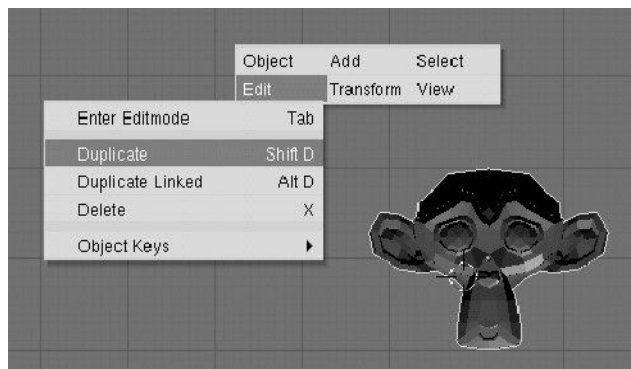 Object Add Select
Edit Transform View
Enter Editmode Tab
Duplicate Shift D
Duplicate Linked Alt D
Delete X
Object Keys